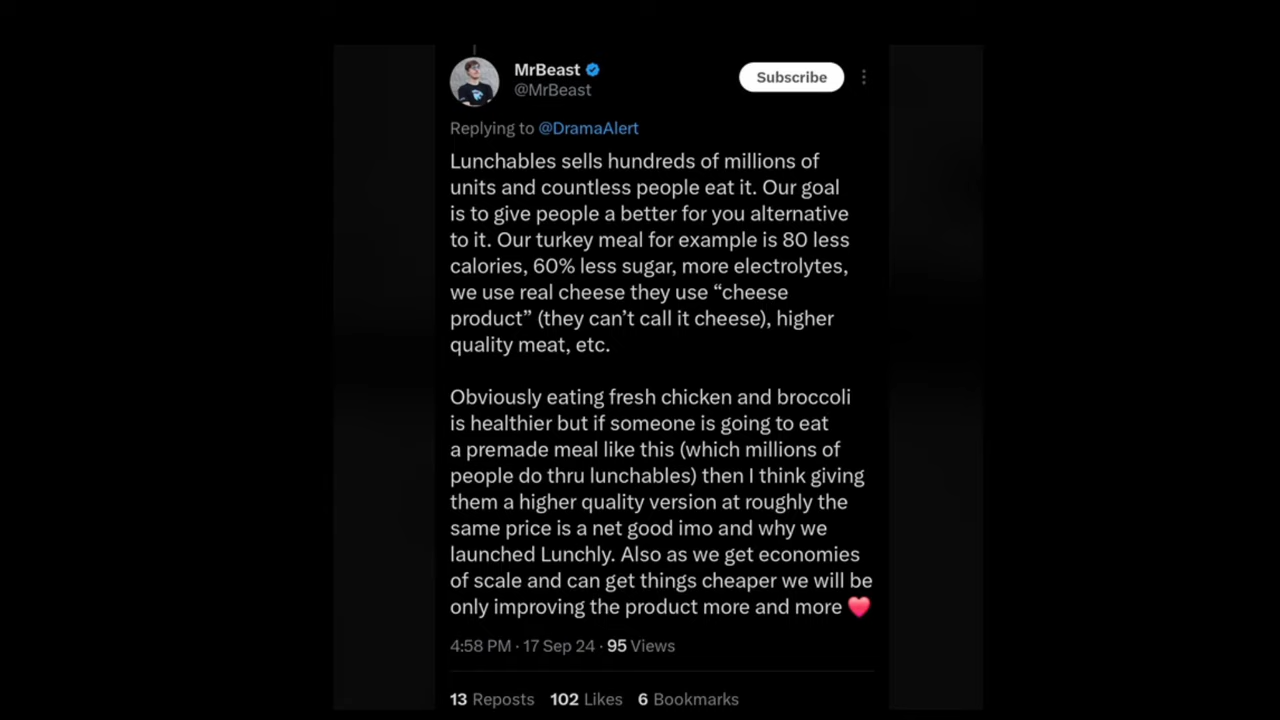 MrBeast
@MrBeast
Subscribe
Replying to @DramaAlert
Lunchables sells hundreds of millions of
units and countless people eat it. Our goal
is to give people a better for you alternative
to it. Our turkey meal for example is 80 less
calories, 60% less sugar, more electrolytes,
we use real cheese they use “cheese
product” (they can’t call it cheese), higher
quality meat, etc.
Obviously eating fresh chicken and broccoli
is healthier but if someone is going to eat
a premade meal like this (which millions of
people do thru lunchables) then I think giving
them a higher quality version at roughly the
same price is a net good imo and why we
launched Lunchly. Also as we get economies
of scale and can get things cheaper we will be
only improving the product more and more ❤️
4:58 PM · 17 Sep 24 · 95 Views
13 Reposts 102 Likes 6 Bookmarks